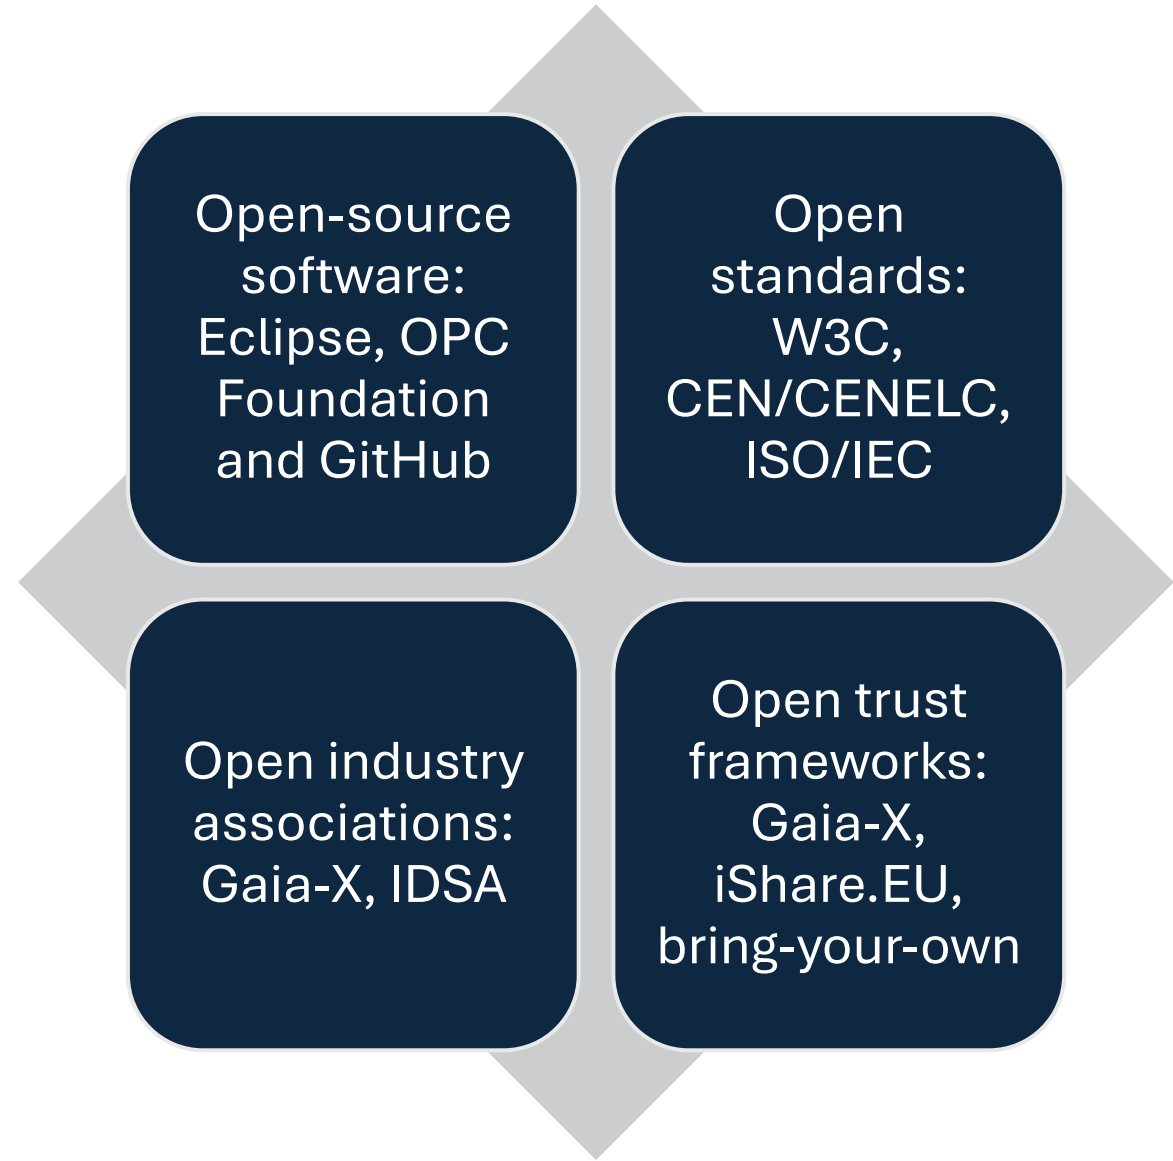 Open-source
software:
Eclipse, OPC
Foundation
and GitHub
Open
standards:
W3C,
CEN/CENELC,
ISO/IEC
Open industry
associations:
Gaia-X, IDSA
Open trust
frameworks:
Gaia-X,
iShare.EU,
bring-your-own